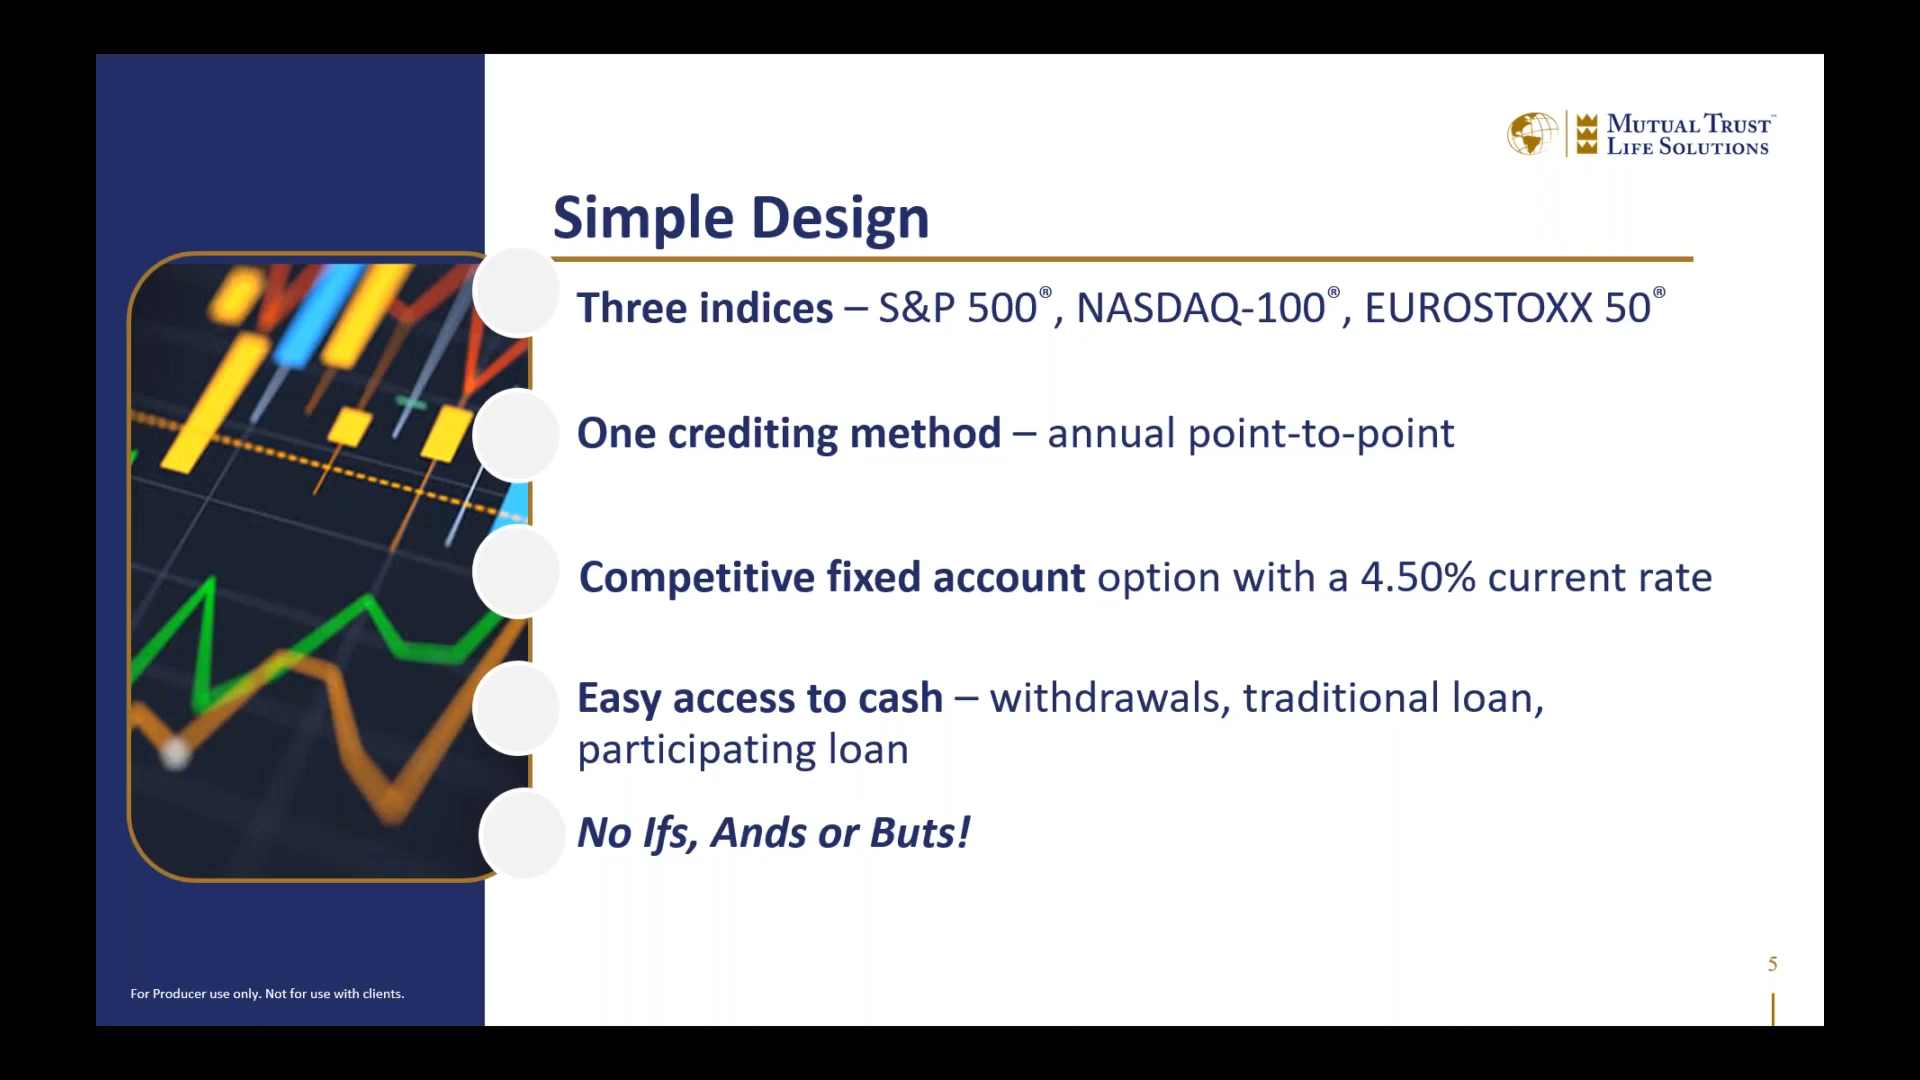 MUTUAL TRUST™
LIFE SOLUTIONS
Simple Design
Three indices – S&P 500®, NASDAQ-100®, EUROSTOXX 50®
One crediting method – annual point-to-point
Competitive fixed account option with a 4.50% current rate
Easy access to cash – withdrawals, traditional loan,
participating loan
No Ifs, Ands or Buts!
For Producer use only. Not for use with clients.
5